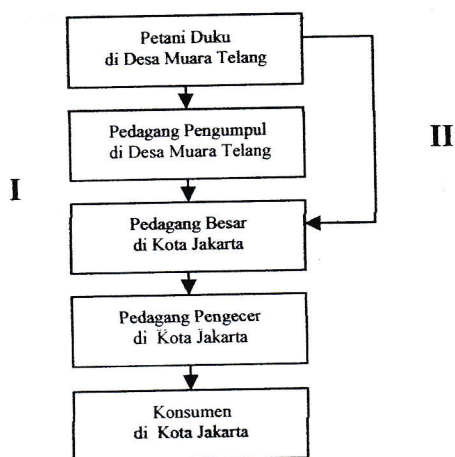 Petani Duku
di Desa Muara Telang
Pedagang Pengumpul
di Desa Muara Telang
II
I
Pedagang Besar
di Kota Jakarta
Pedagang Pengecer
di Kota Jakarta
Konsumen
di Kota Jakarta